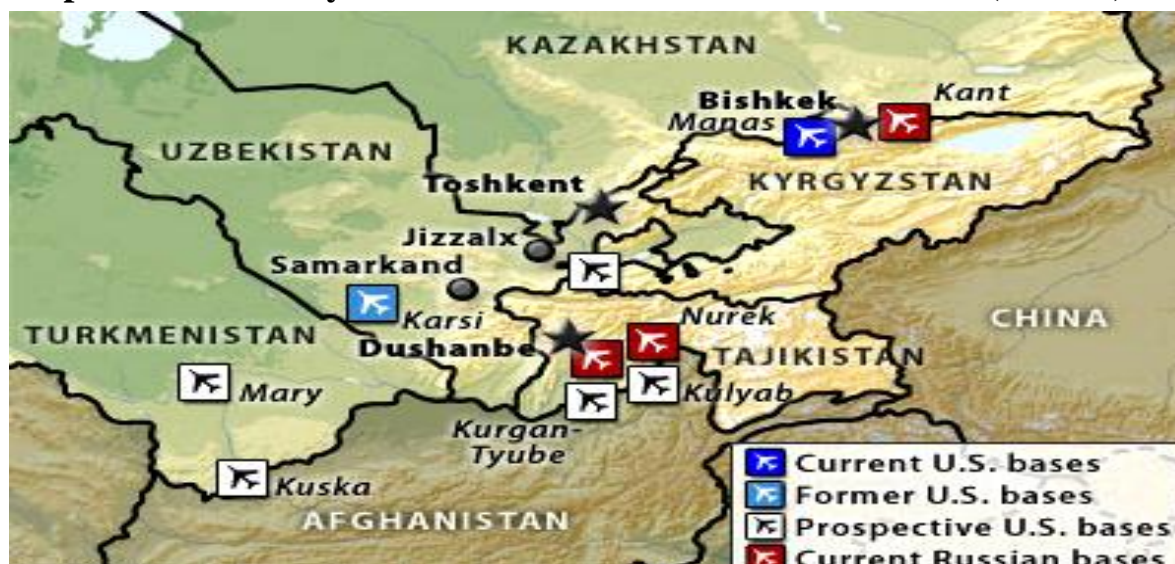 KAZAKHSTAN
Bishkek
Kant
Manas
UZBEKISTAN
KYRGYZSTAN
Toshkent
Jizzalx
Samarkand
Karsi
Nurek
CHINA
TURKMENISTAN
Dushanbe
TAJIKISTAN
Mary
Kulyab
Kurgan-
Tyube
Kuska
AFGHANISTAN
Current U.S. bases
Former U.S. bases
Prospective U.S. bases
Current Russian bases